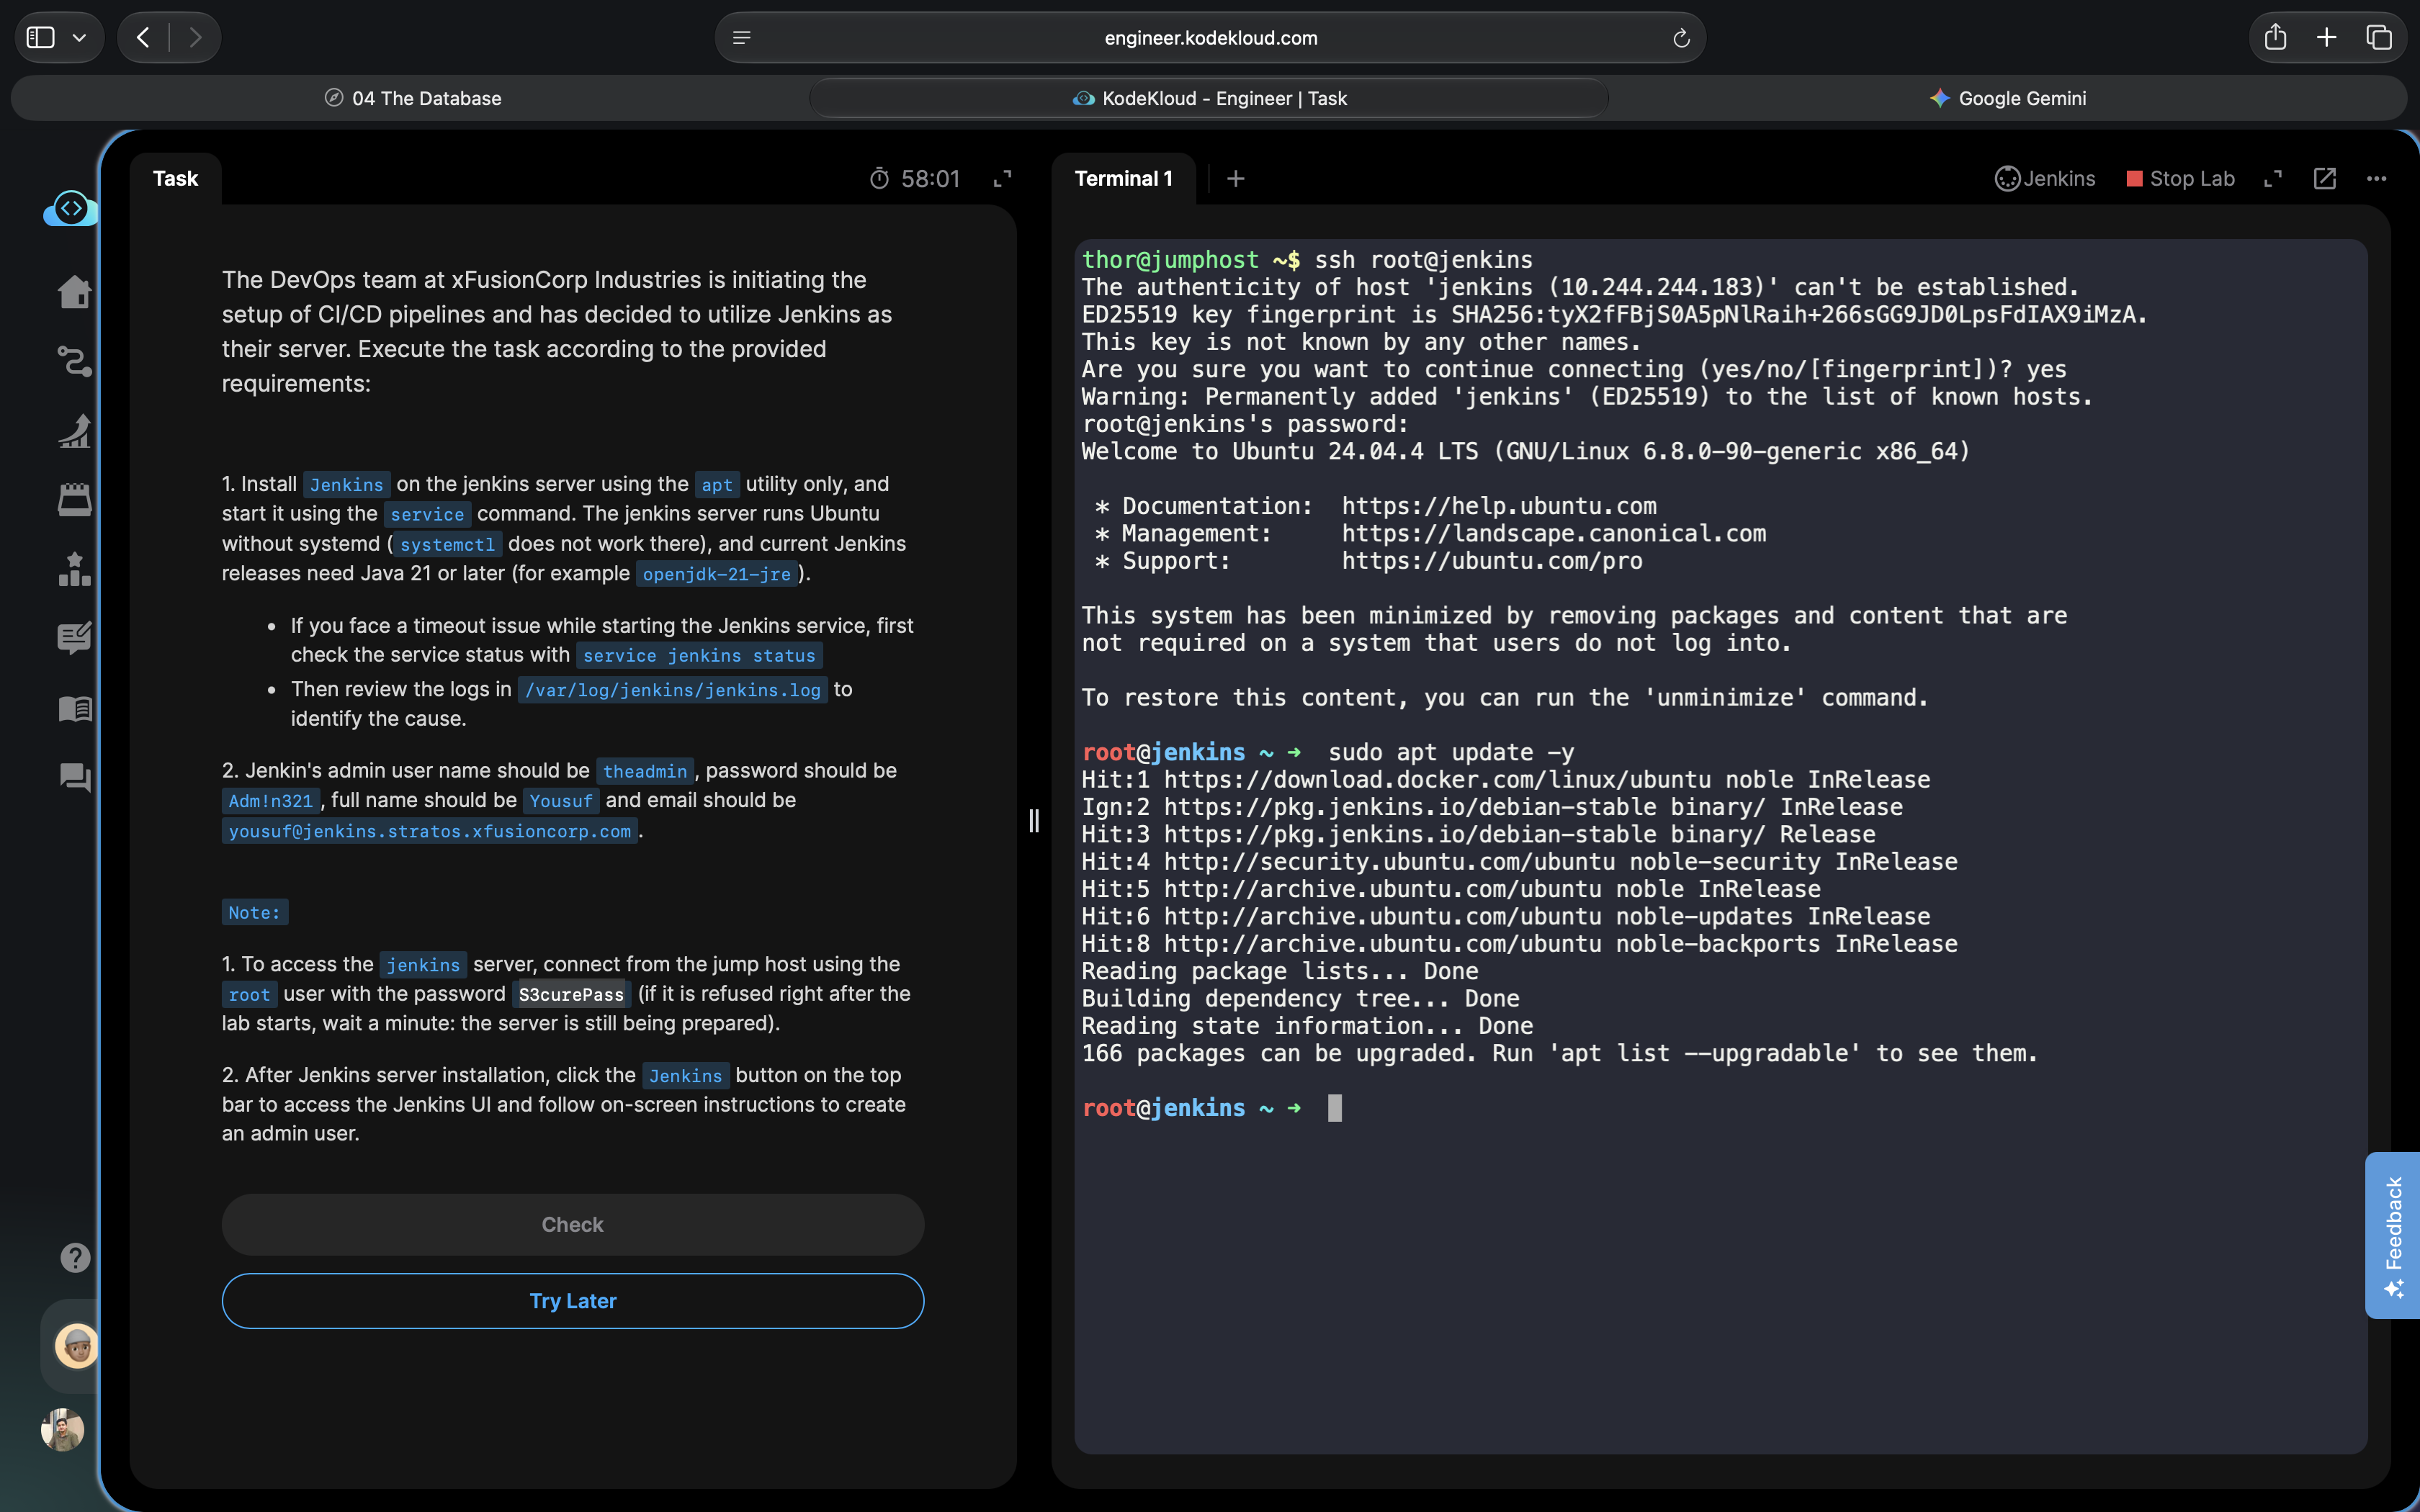 engineer.kodekloud.com
04 The Database
KodeKloud - Engineer | Task
Google Gemini
Task
58:01
The DevOps team at xFusionCorp Industries is initiating the
setup of CI/CD pipelines and has decided to utilize Jenkins as
their server. Execute the task according to the provided
requirements:
1. Install Jenkins on the jenkins server using the apt utility only, and
start it using the service command. The jenkins server runs Ubuntu
without systemd ( systemctl does not work there), and current Jenkins
releases need Java 21 or later (for example openjdk-21-jre ).
• If you face a timeout issue while starting the Jenkins service, first
check the service status with service jenkins status
• Then review the logs in /var/log/jenkins/jenkins.log to
identify the cause.
2. Jenkin's admin user name should be theadmin , password should be
Adm!n321 , full name should be Yousuf and email should be
yousuf@jenkins.stratos.xfusioncorp.com .
Note:
1. To access the jenkins server, connect from the jump host using the
root user with the password S3curePass (if it is refused right after the
lab starts, wait a minute: the server is still being prepared).
2. After Jenkins server installation, click the Jenkins button on the top
bar to access the Jenkins UI and follow on-screen instructions to create
an admin user.
Check
Try Later
Terminal 1
Jenkins
Stop Lab
thor@jumphost ~$ ssh root@jenkins
The authenticity of host 'jenkins (10.244.244.183)' can't be established.
ED25519 key fingerprint is SHA256:tyX2fFBjS0A5pNlRaih+266sGG9JD0LpsFdIAX9iMzA.
This key is not known by any other names.
Are you sure you want to continue connecting (yes/no/[fingerprint])? yes
Warning: Permanently added 'jenkins' (ED25519) to the list of known hosts.
root@jenkins's password:
Welcome to Ubuntu 24.04.4 LTS (GNU/Linux 6.8.0-90-generic x86_64)
* Documentation:  https://help.ubuntu.com
* Management:     https://landscape.canonical.com
* Support:        https://ubuntu.com/pro
This system has been minimized by removing packages and content that are
not required on a system that users do not log into.
To restore this content, you can run the 'unminimize' command.
root@jenkins ~ ➜  sudo apt update -y
Hit:1 https://download.docker.com/linux/ubuntu noble InRelease
Ign:2 https://pkg.jenkins.io/debian-stable binary/ InRelease
Hit:3 https://pkg.jenkins.io/debian-stable binary/ Release
Hit:4 http://security.ubuntu.com/ubuntu noble-security InRelease
Hit:5 http://archive.ubuntu.com/ubuntu noble InRelease
Hit:6 http://archive.ubuntu.com/ubuntu noble-updates InRelease
Hit:8 http://archive.ubuntu.com/ubuntu noble-backports InRelease
Reading package lists... Done
Building dependency tree... Done
Reading state information... Done
166 packages can be upgraded. Run 'apt list --upgradable' to see them.
root@jenkins ~ ➜
Feedback